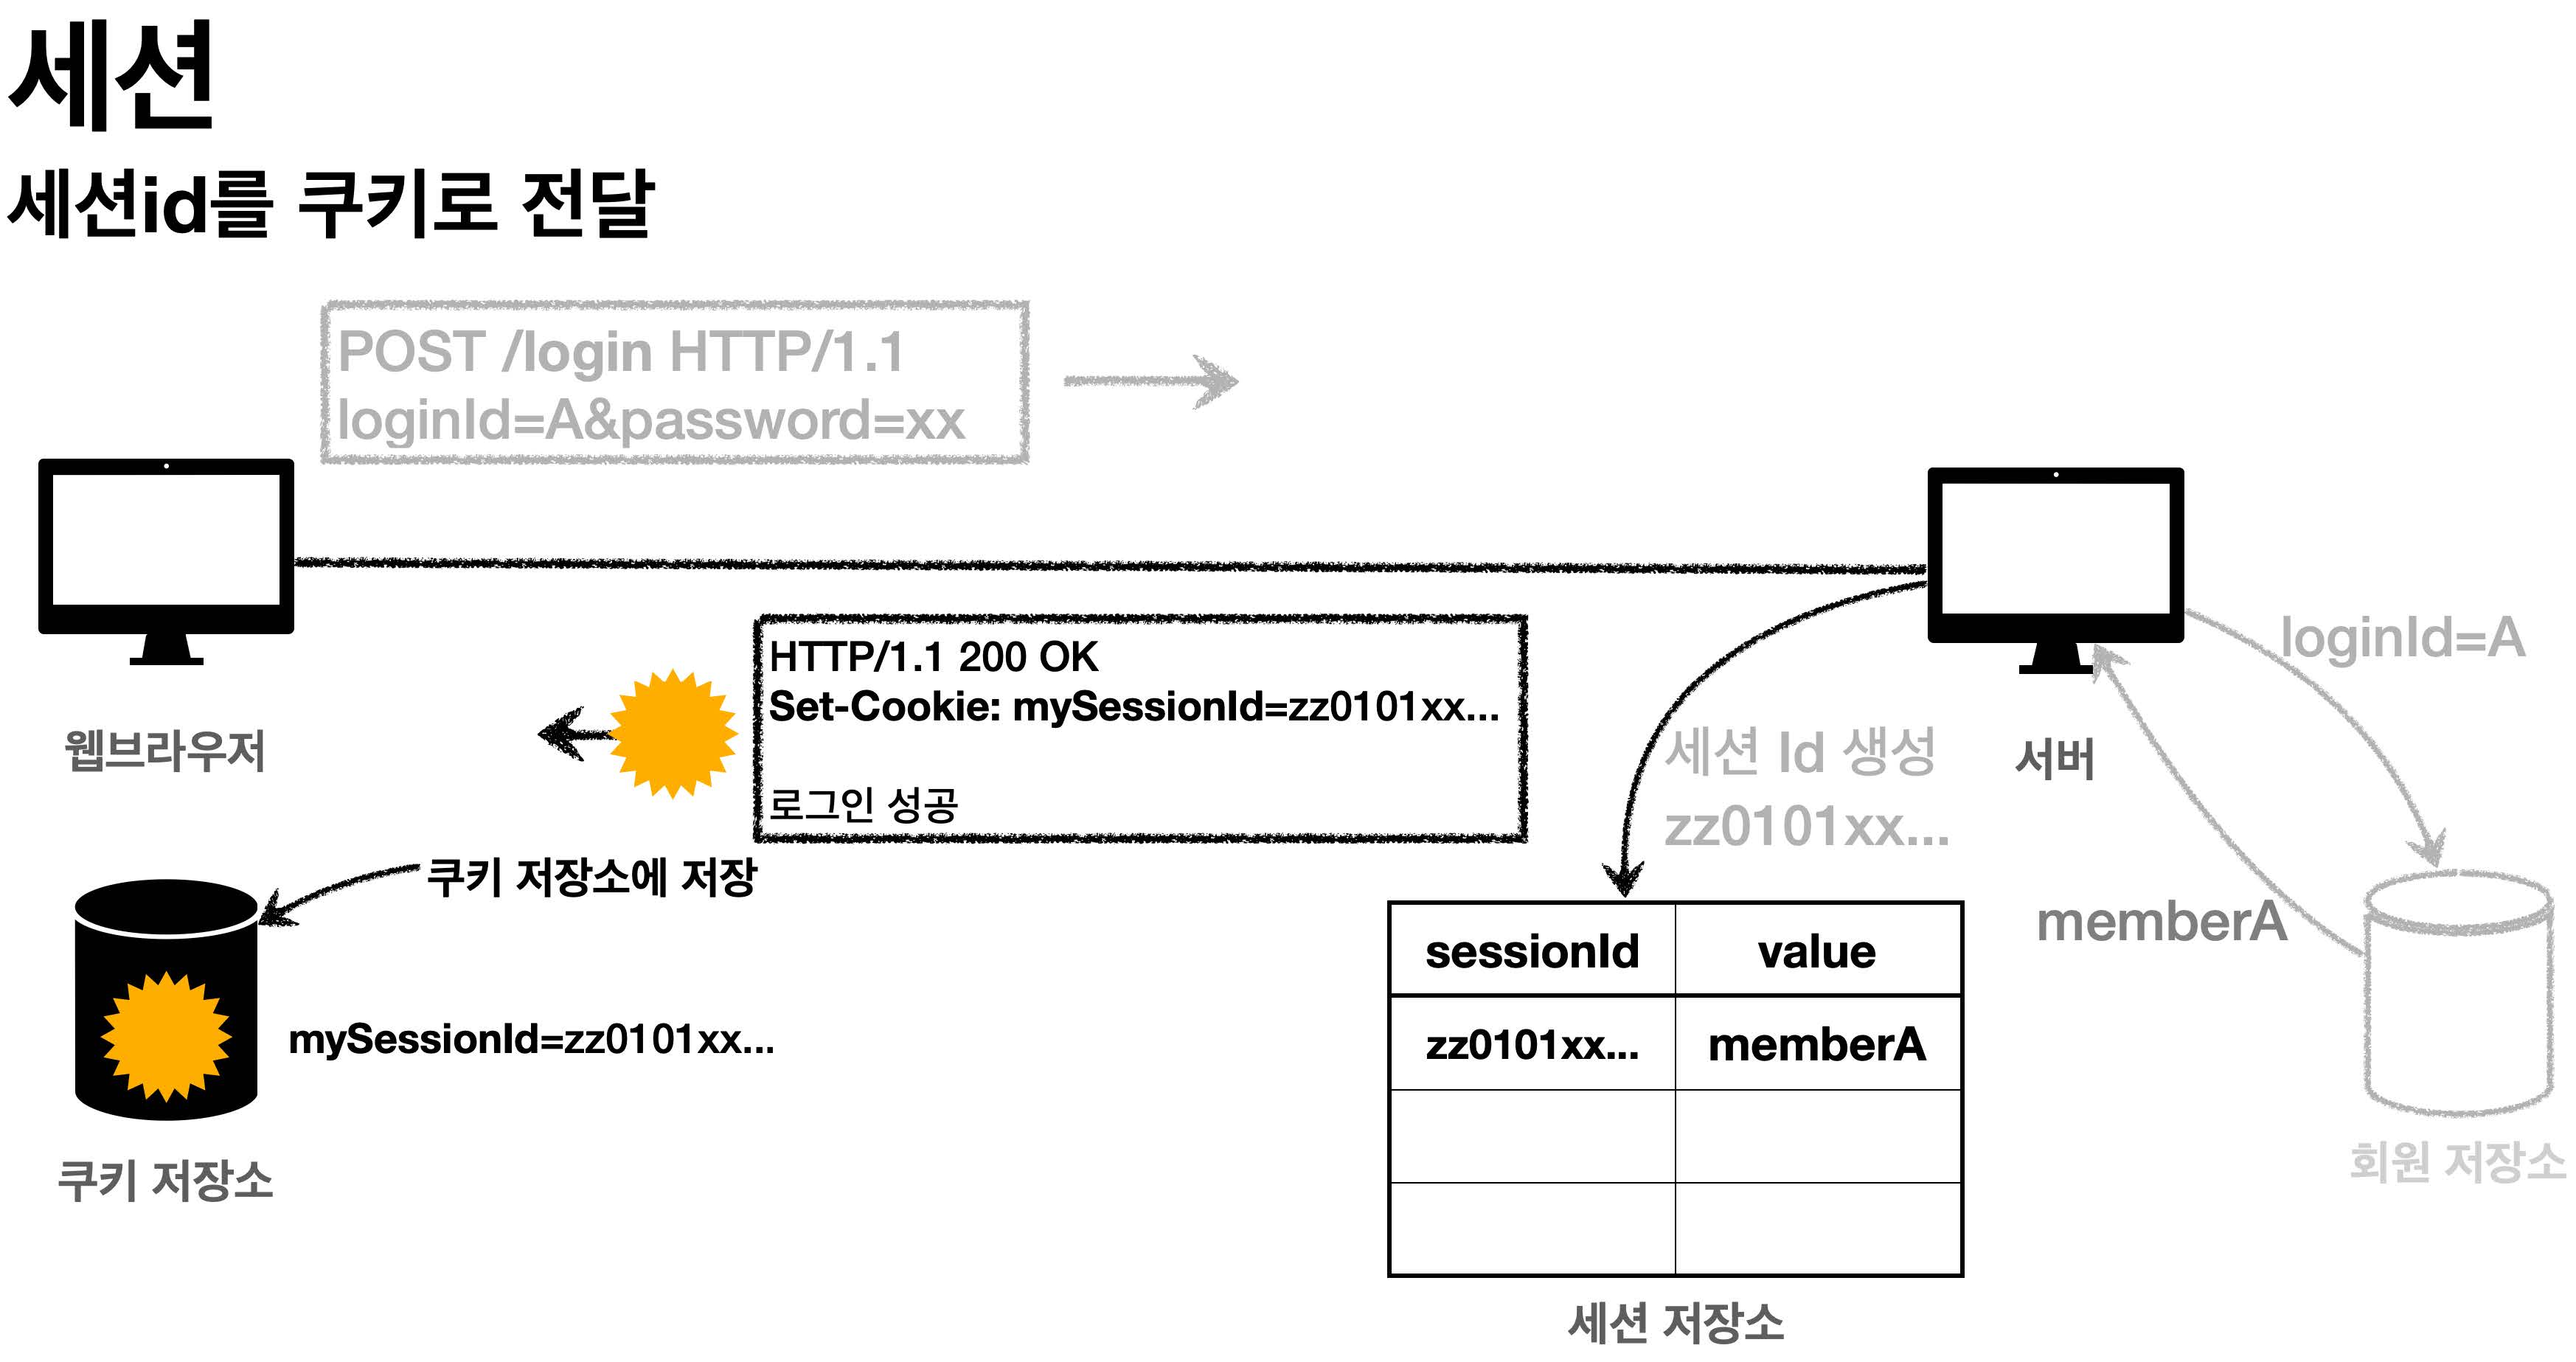 세션
세션id를 쿠키로 전달
POST /login HTTP/1.1
loginId=A&password=xx
웹브라우저
HTTP/1.1 200 OK
Set-Cookie: mySessionId=zz0101xx...
로그인 성공
쿠키 저장소에 저장
mySessionId=zz0101xx...
쿠키 저장소
서버
세션 Id 생성
zz0101xx...
loginId=A
memberA
회원 저장소
sessionId value
zz0101xx... memberA
세션 저장소